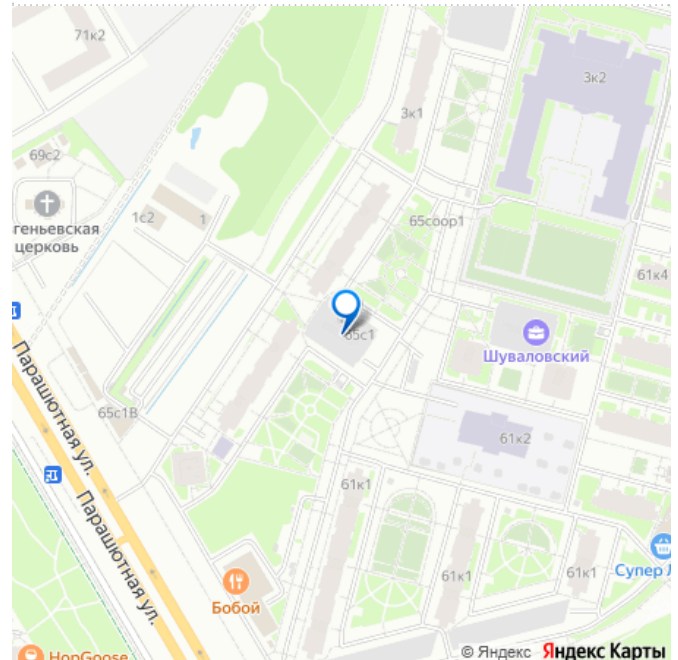 71к2
3к2
3к1
69с2
геньевская
церковь
1с2
1
65соор1
61к4
65с1
Шуваловский
Парашютная ул.
65с1В
61к2
61к1
Парашютная ул.
61к1
61к1
Супер Л
Бобой
HopGoose
© Яндекс Яндекс Карты